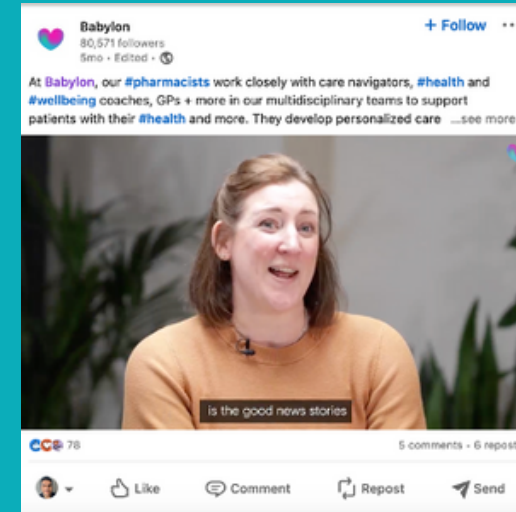 Babylon
+ Follow
80,571 followers
5mo • Edited •
At Babylon, our #pharmacists work closely with care navigators, #health and
#wellbeing coaches, GPs + more in our multidisciplinary teams to support
patients with their #health and more. They develop personalized care ...see more
is the good news stories
78
5 comments • 6 repost
Like
Comment
Repost
Send